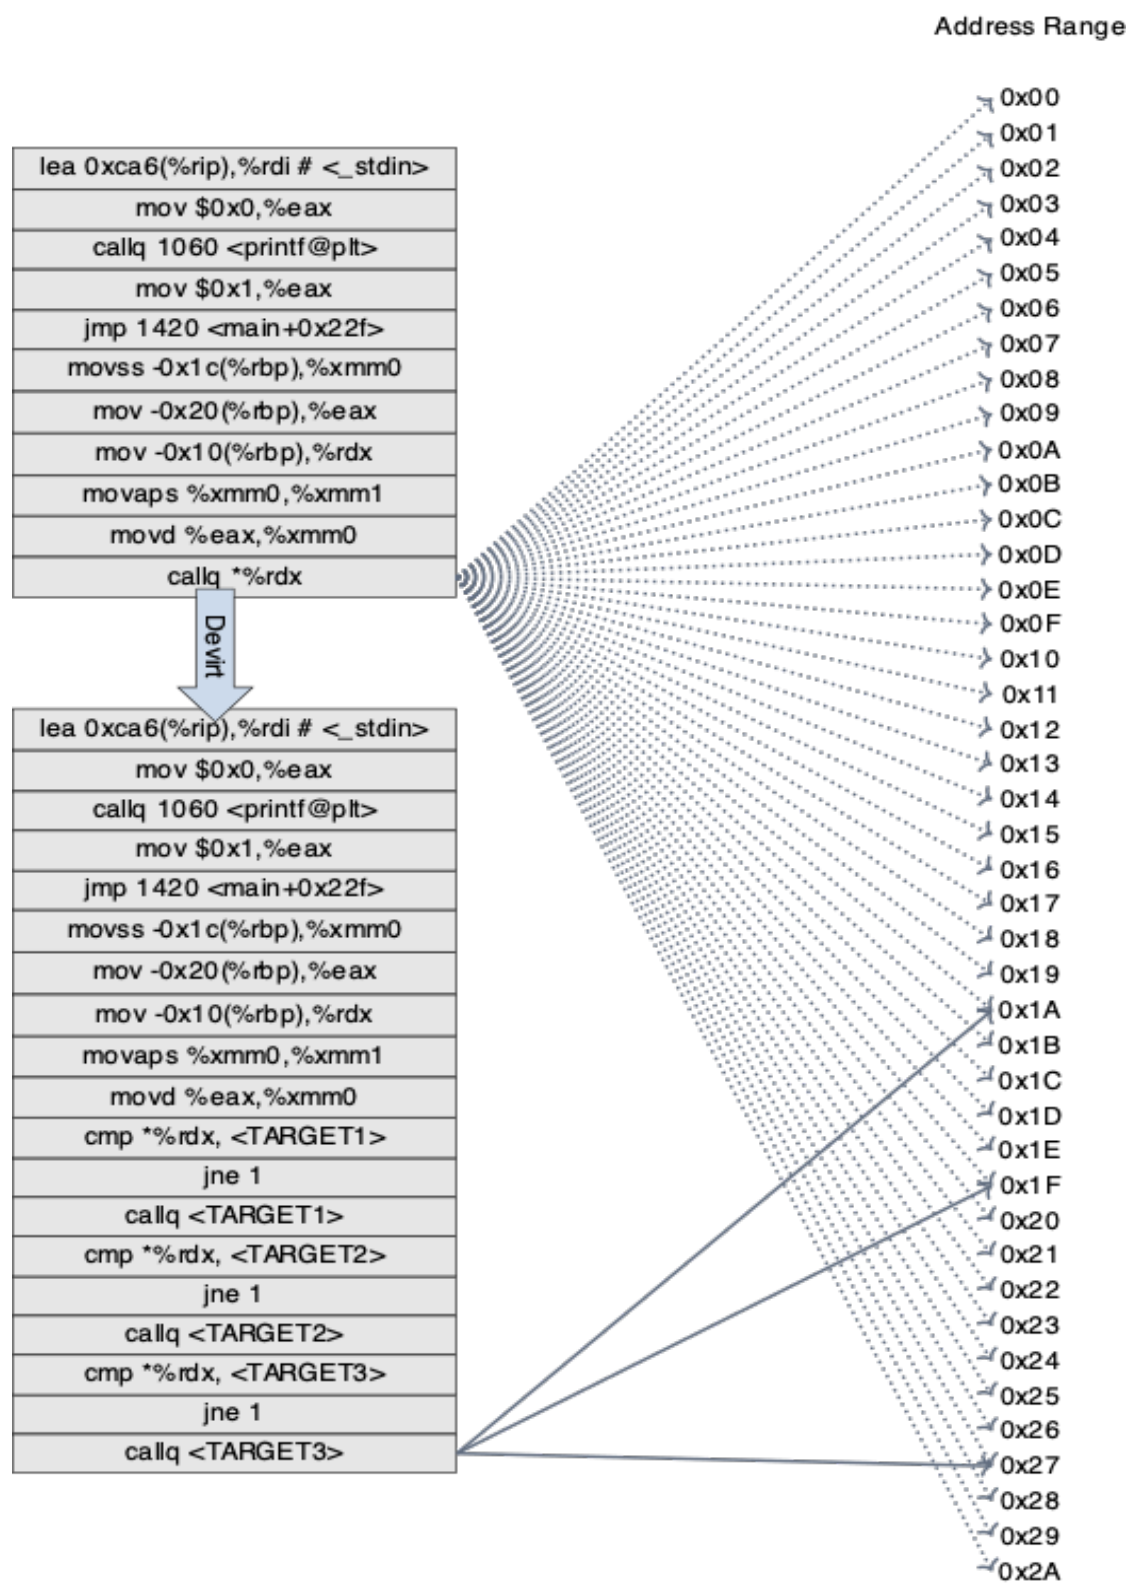 Address Range
lea 0xca6(%rip),%rdi # <_stdin>
mov $0x0,%eax
callq 1060 <printf@plt>
mov $0x1,%eax
jmp 1420 <main+0x22f>
movss -0x1c(%rbp),%xmm0
mov -0x20(%rbp),%eax
mov -0x10(%rbp),%rdx
movaps %xmm0,%xmm1
movd %eax,%xmm0
callq *%rdx
Devirt
lea 0xca6(%rip),%rdi # <_stdin>
mov $0x0,%eax
callq 1060 <printf@plt>
mov $0x1,%eax
jmp 1420 <main+0x22f>
movss -0x1c(%rbp),%xmm0
mov -0x20(%rbp),%eax
mov -0x10(%rbp),%rdx
movaps %xmm0,%xmm1
movd %eax,%xmm0
cmp *%rdx, <TARGET1>
jne 1
callq <TARGET1>
cmp *%rdx, <TARGET2>
jne 1
callq <TARGET2>
cmp *%rdx, <TARGET3>
jne 1
callq <TARGET3>
0x00
0x01
0x02
0x03
0x04
0x05
0x06
0x07
0x08
0x09
0x0A
0x0B
0x0C
0x0D
0x0E
0x0F
0x10
0x11
0x12
0x13
0x14
0x15
0x16
0x17
0x18
0x19
0x1A
0x1B
0x1C
0x1D
0x1E
0x1F
0x20
0x21
0x22
0x23
0x24
0x25
0x26
0x27
0x28
0x29
0x2A